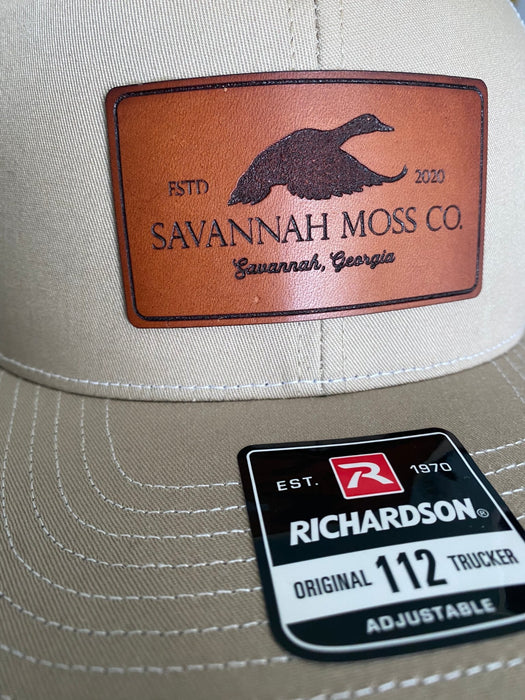 ESTD 2020
SAVANNAH MOSS CO.
Savannah, Georgia
EST. R 1970
RICHARDSON®
ORIGINAL 112 TRUCKER
ADJUSTABLE